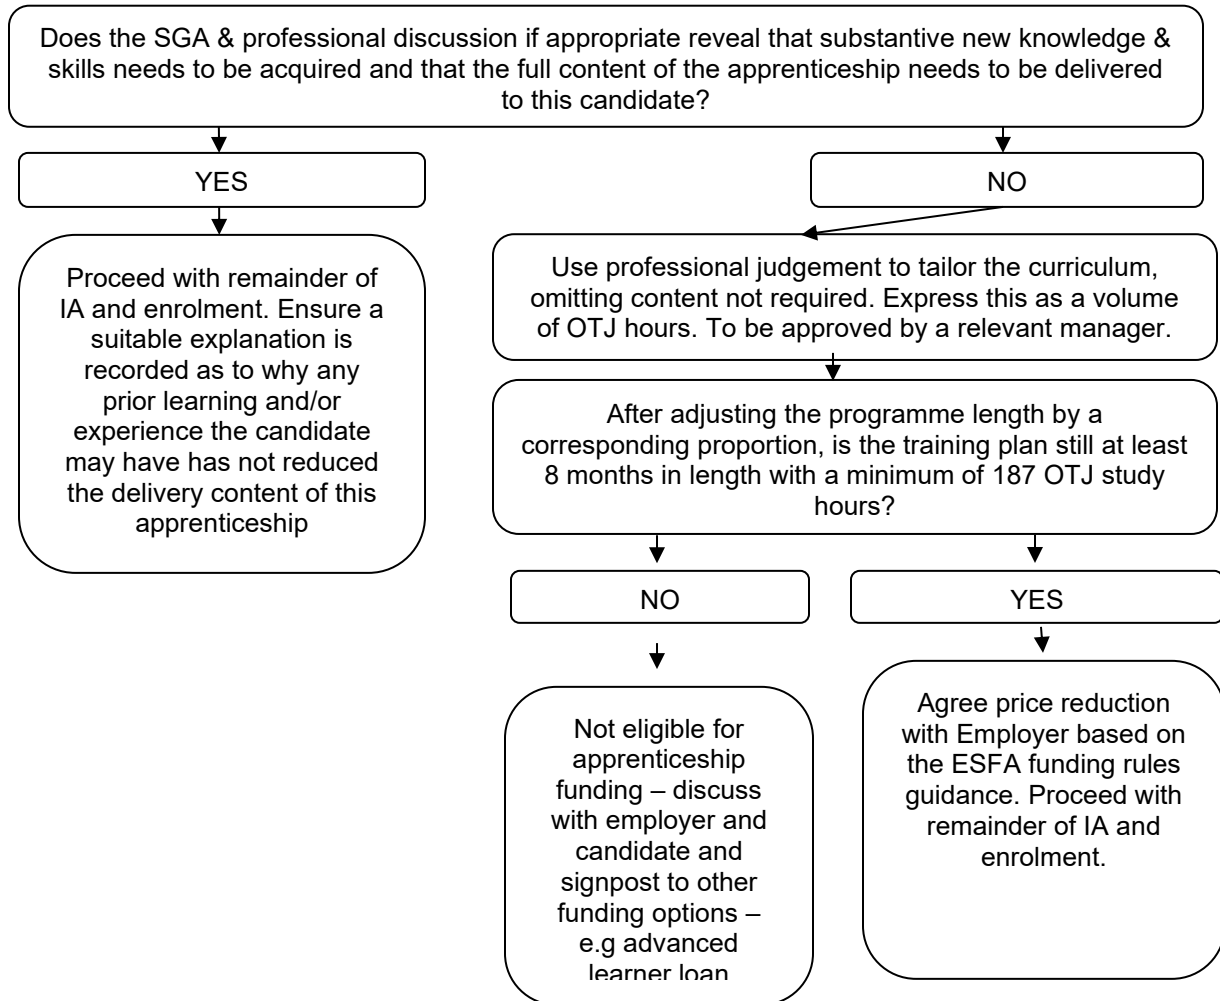 Does the SGA & professional discussion if appropriate reveal that substantive new knowledge &
skills needs to be acquired and that the full content of the apprenticeship needs to be delivered
to this candidate?
YES
NO
Proceed with remainder of
IA and enrolment. Ensure a
suitable explanation is
recorded as to why any
prior learning and/or
experience the candidate
may have has not reduced
the delivery content of this
apprenticeship
Use professional judgement to tailor the curriculum,
omitting content not required. Express this as a volume
of OTJ hours. To be approved by a relevant manager.
After adjusting the programme length by a
corresponding proportion, is the training plan still at least
8 months in length with a minimum of 187 OTJ study
hours?
NO
YES
Not eligible for
apprenticeship
funding – discuss
with employer and
candidate and
signpost to other
funding options –
e.g advanced
learner loan
Agree price reduction
with Employer based on
the ESFA funding rules
guidance. Proceed with
remainder of IA and
enrolment.